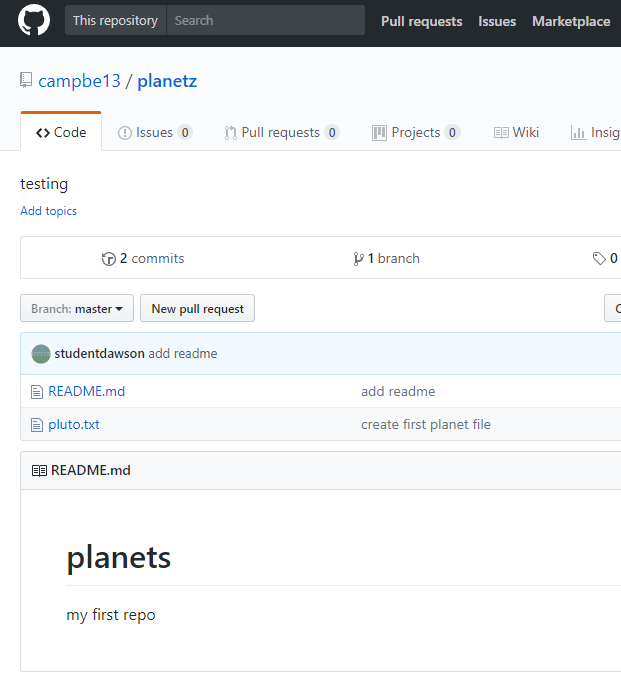 This repository Search Pull requests Issues Marketplace
campbe13 / planetz
Code Issues 0 Pull requests 0 Projects 0 Wiki Insig
testing
Add topics
2 commits 1 branch 0
Branch: master New pull request C
studentdawson add readme
README.md add readme
pluto.txt create first planet file
README.md
planets
my first repo